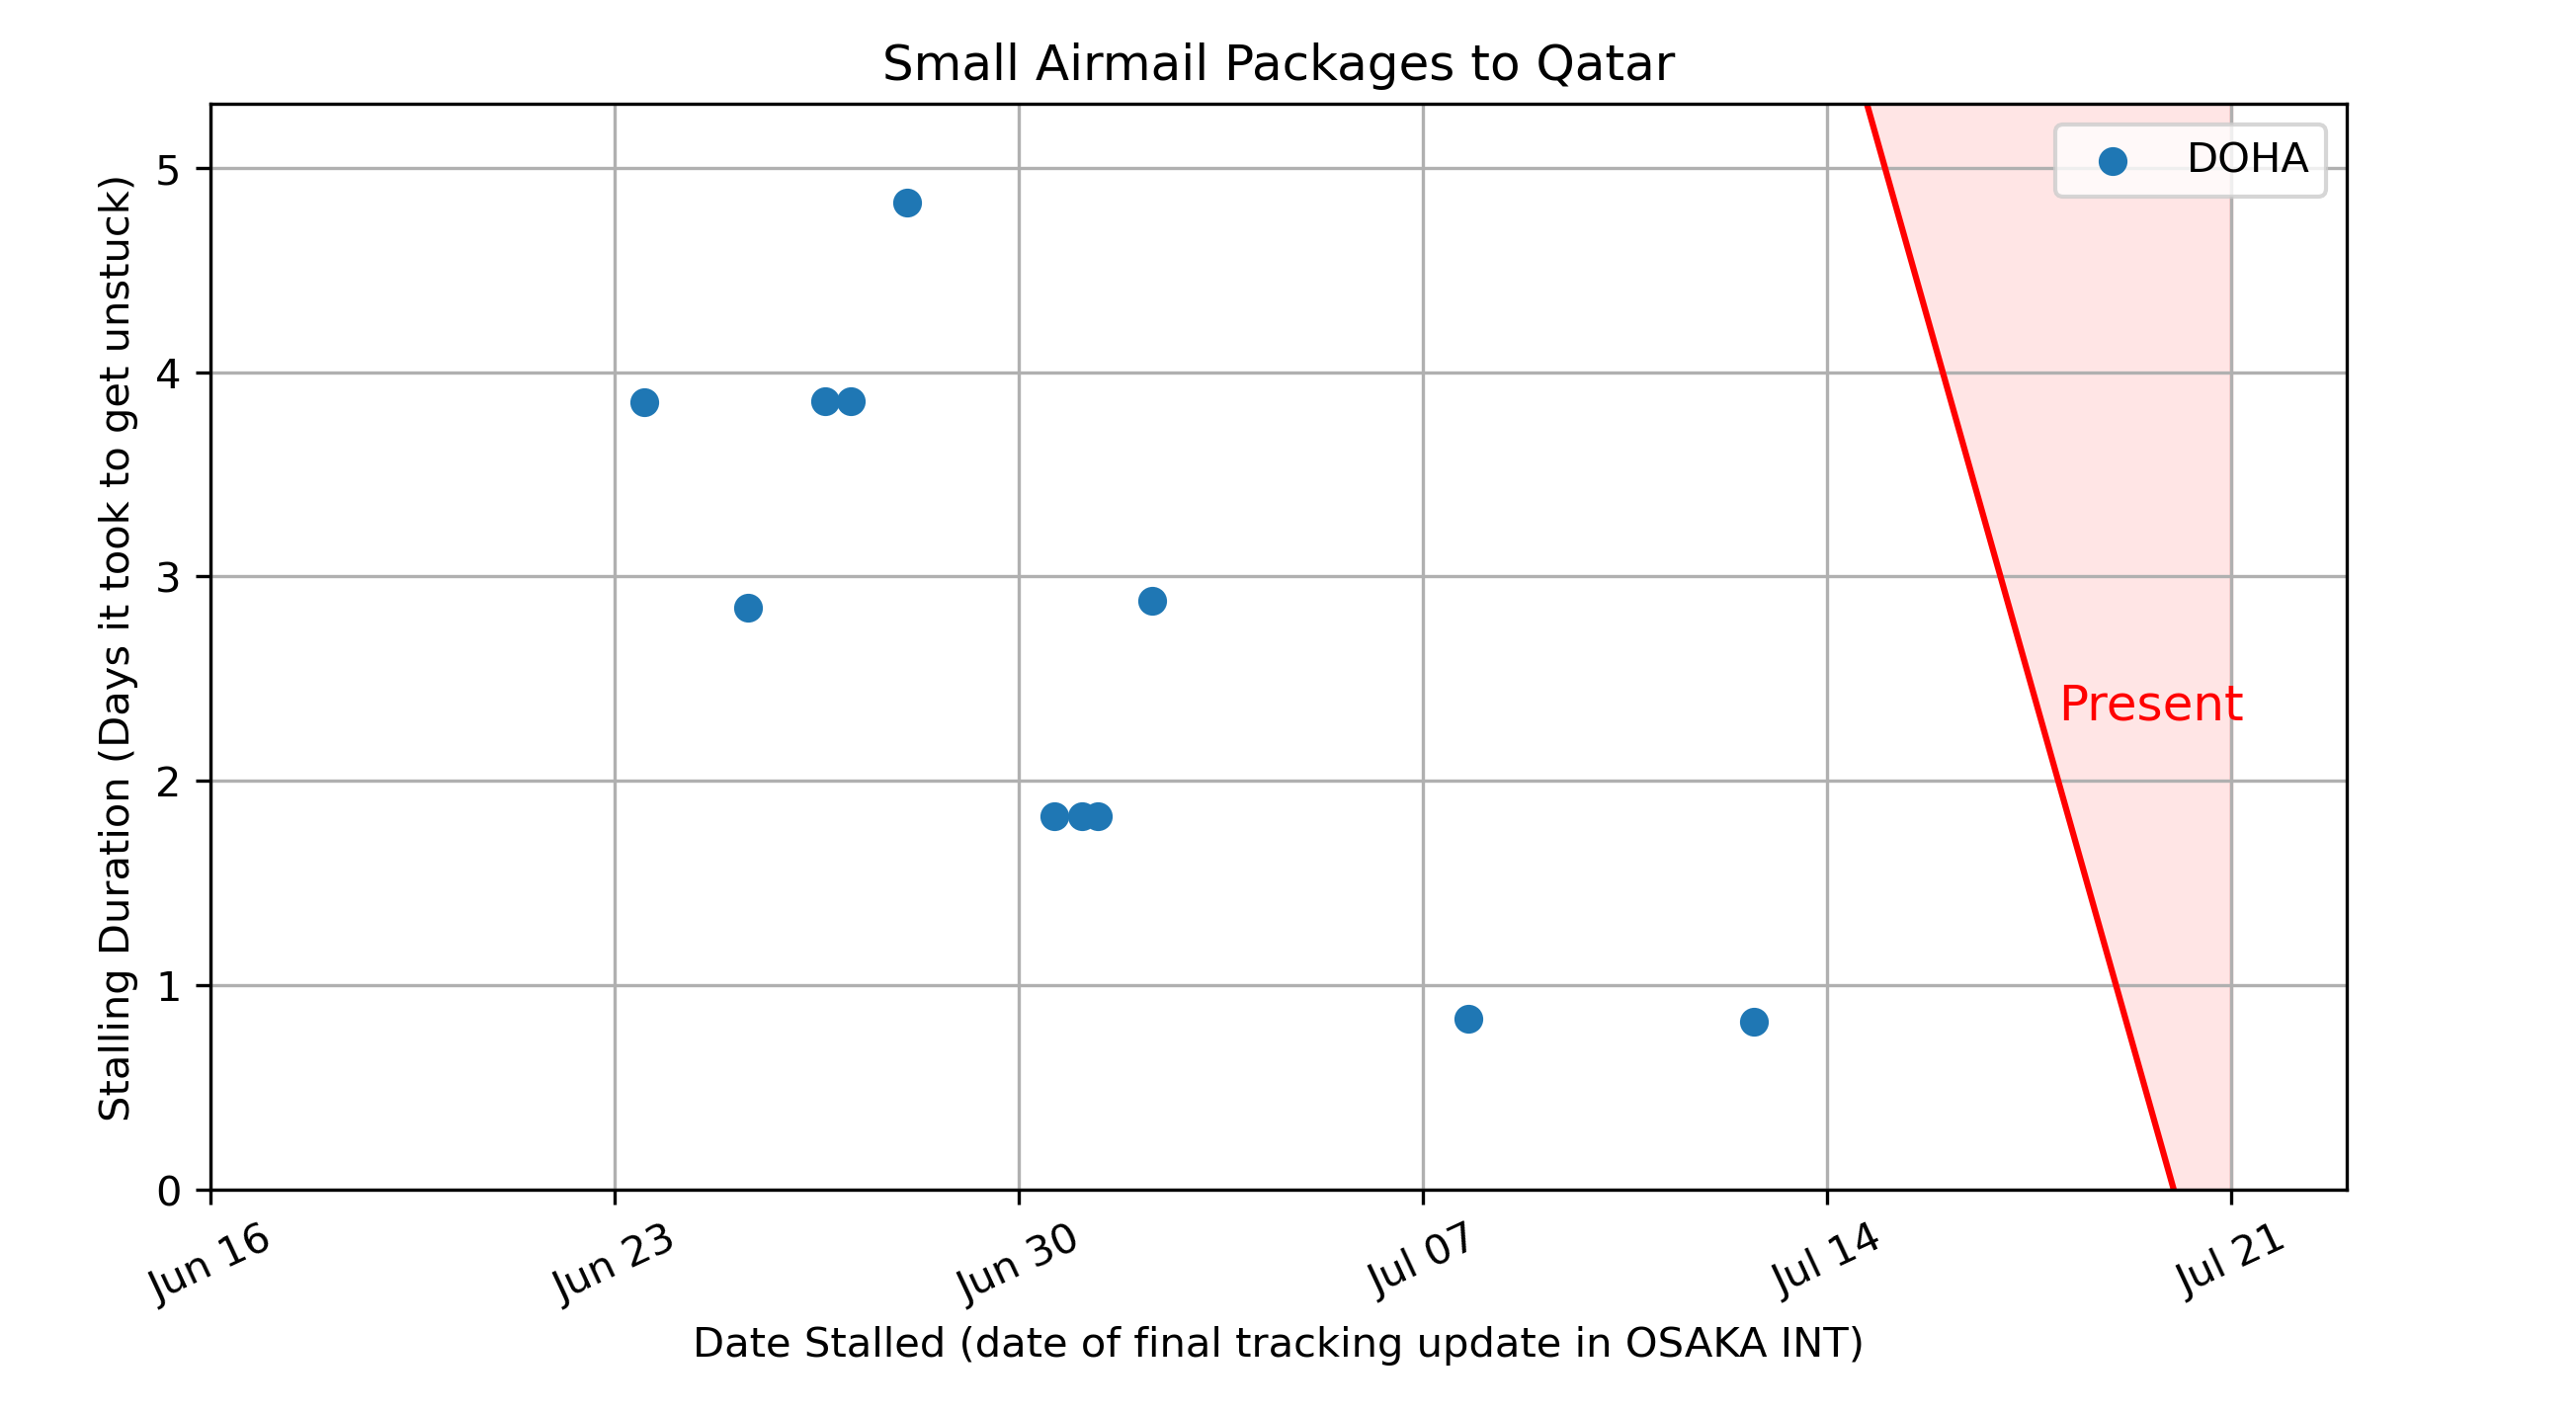 Small Airmail Packages to Qatar
DOHA
Stalling Duration (Days it took to get unstuck)
5
4
3
2
1
0
Present
Jun 16
Jun 23
Jun 30
Jul 07
Jul 14
Jul 21
Date Stalled (date of final tracking update in OSAKA INT)